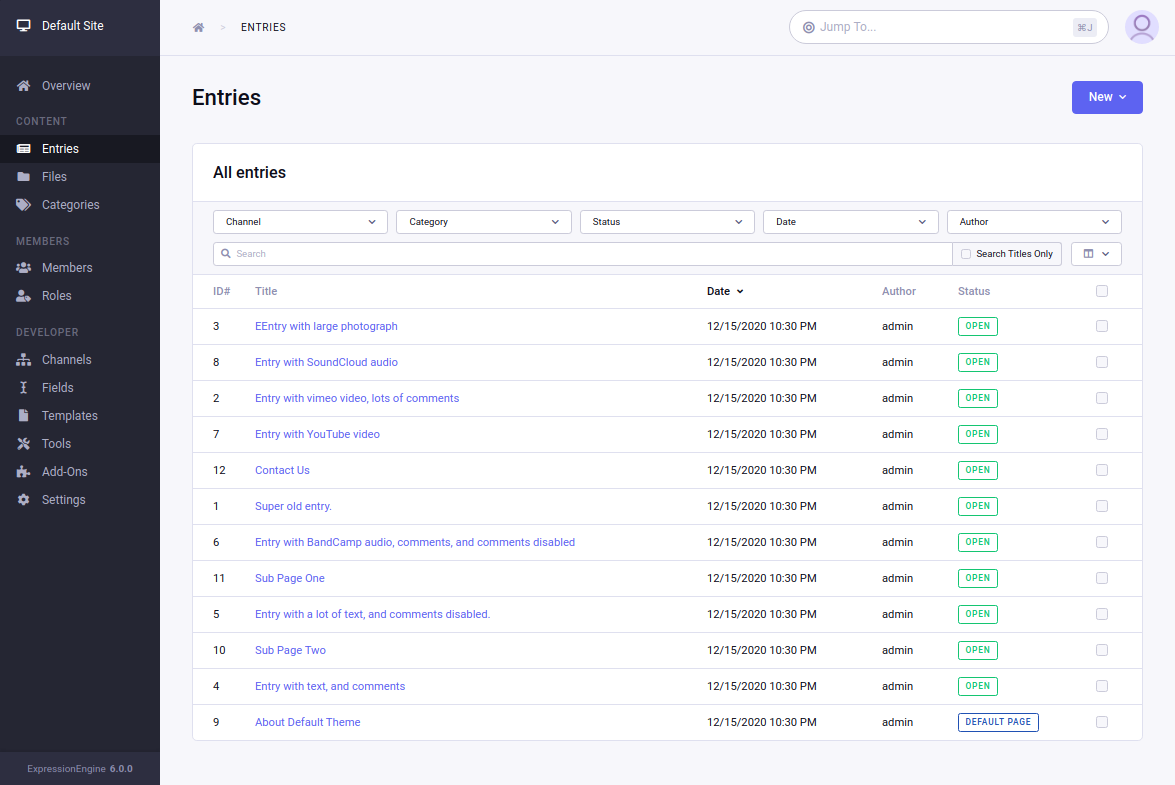 Default Site
> ENTRIES
Jump To... ⌘J
Overview
CONTENT
Entries
Files
Categories
MEMBERS
Members
Roles
DEVELOPER
Channels
Fields
Templates
Tools
Add-Ons
Settings
ExpressionEngine 6.0.0
Entries
New
All entries
Channel Category Status Date Author
Search Search Titles Only
ID# Title Date Author Status
3 EEntry with large photograph 12/15/2020 10:30 PM admin OPEN
8 Entry with SoundCloud audio 12/15/2020 10:30 PM admin OPEN
2 Entry with vimeo video, lots of comments 12/15/2020 10:30 PM admin OPEN
7 Entry with YouTube video 12/15/2020 10:30 PM admin OPEN
12 Contact Us 12/15/2020 10:30 PM admin OPEN
1 Super old entry. 12/15/2020 10:30 PM admin OPEN
6 Entry with BandCamp audio, comments, and comments disabled 12/15/2020 10:30 PM admin OPEN
11 Sub Page One 12/15/2020 10:30 PM admin OPEN
5 Entry with a lot of text, and comments disabled. 12/15/2020 10:30 PM admin OPEN
10 Sub Page Two 12/15/2020 10:30 PM admin OPEN
4 Entry with text, and comments 12/15/2020 10:30 PM admin OPEN
9 About Default Theme 12/15/2020 10:30 PM admin DEFAULT PAGE